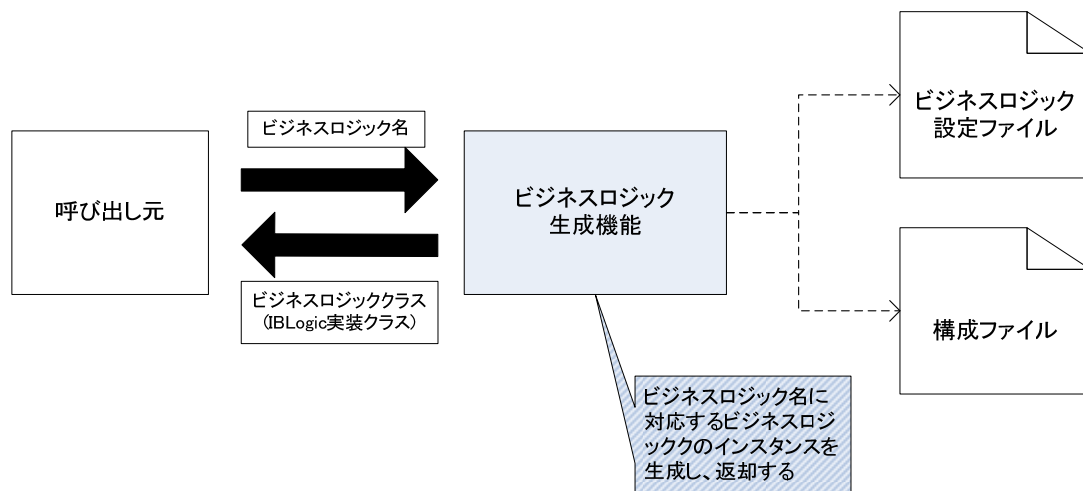 ビジネスロジック名
呼び出し元
ビジネスロジッククラス
(IBLogic実装クラス)
ビジネスロジック
生成機能
ビジネスロジック名に
対応するビジネスロジ
ッククのインスタンスを
生成し、返却する
ビジネスロジック
設定ファイル
構成ファイル